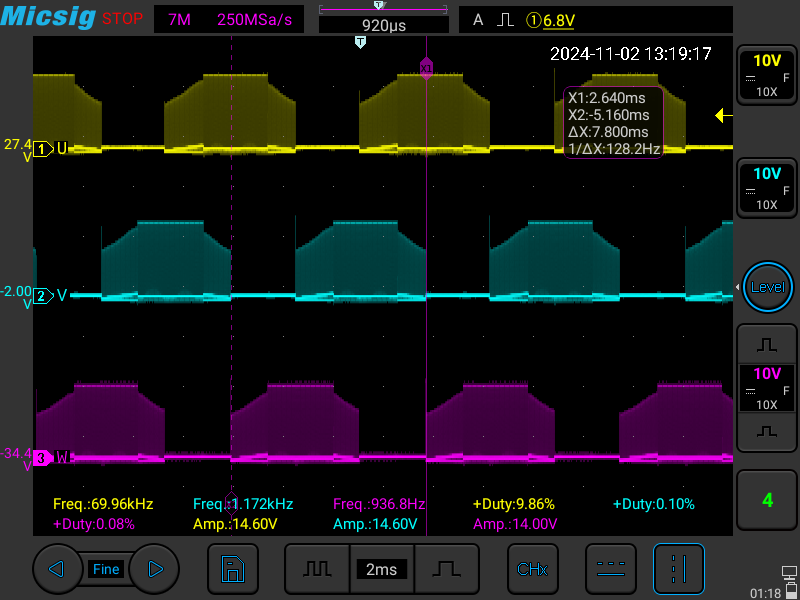 Micsig STOP 7M 250MSa/s T 920µs A 1 6.8V
T
2024-11-02 13:19:17
10V
F
10X
X1
X1:2.640ms
X2:-5.160ms
ΔX:7.800ms
1/ΔX:128.2Hz
27.4 V 1 U
10V
F
10X
-2.00 V 2 V
Level
10V
F
10X
-34.4 V 3 W
Freq.:69.96kHz Freq.:1.172kHz Freq.:936.8Hz +Duty:9.86% +Duty:0.10%
+Duty:0.08% Amp.:14.60V Amp.:14.60V Amp.:14.00V
4
Fine 2ms CHx
01:18